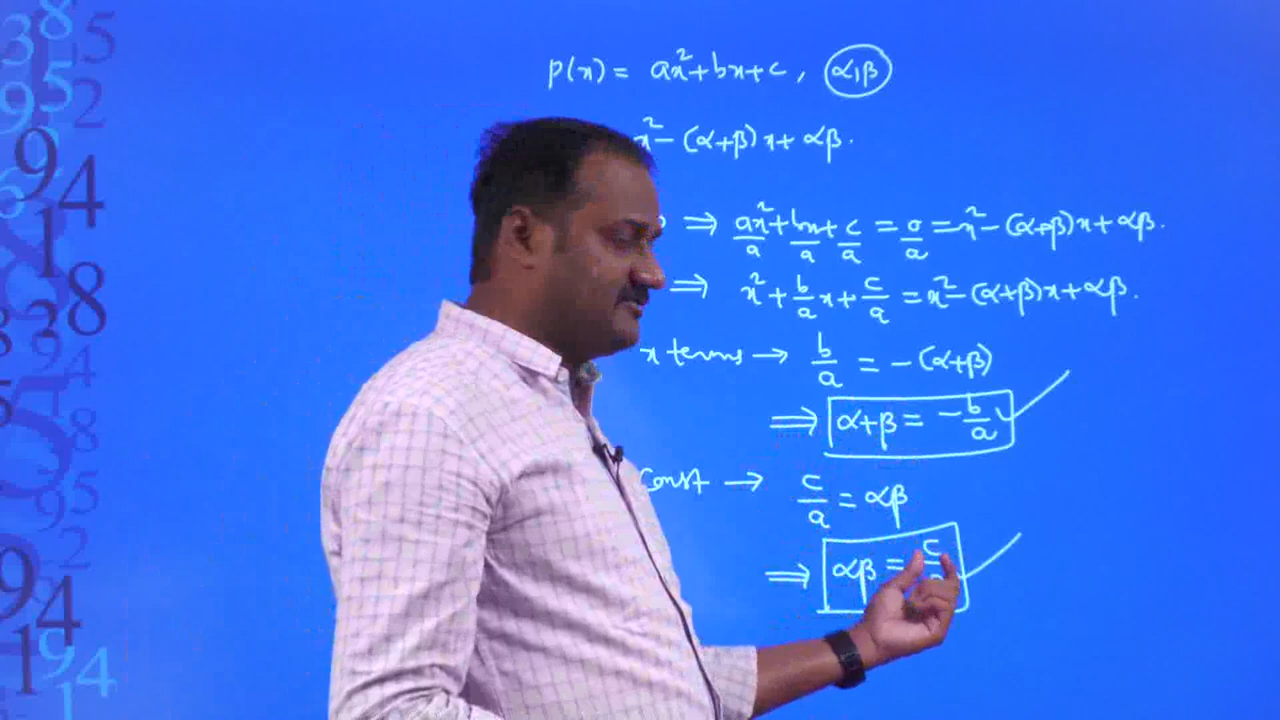 p(x) = ax²+bx+c, α,β
x²-(α+β)x+αβ.
⇒ ax²/a + bx/a + c/a = 0/a = x²-(α+β)x+αβ.
⇒ x² + b/a x + c/a = x²-(α+β)x+αβ.
x terms → b/a = -(α+β)
⇒ α+β = -b/a
const → c/a = αβ
⇒ αβ = c